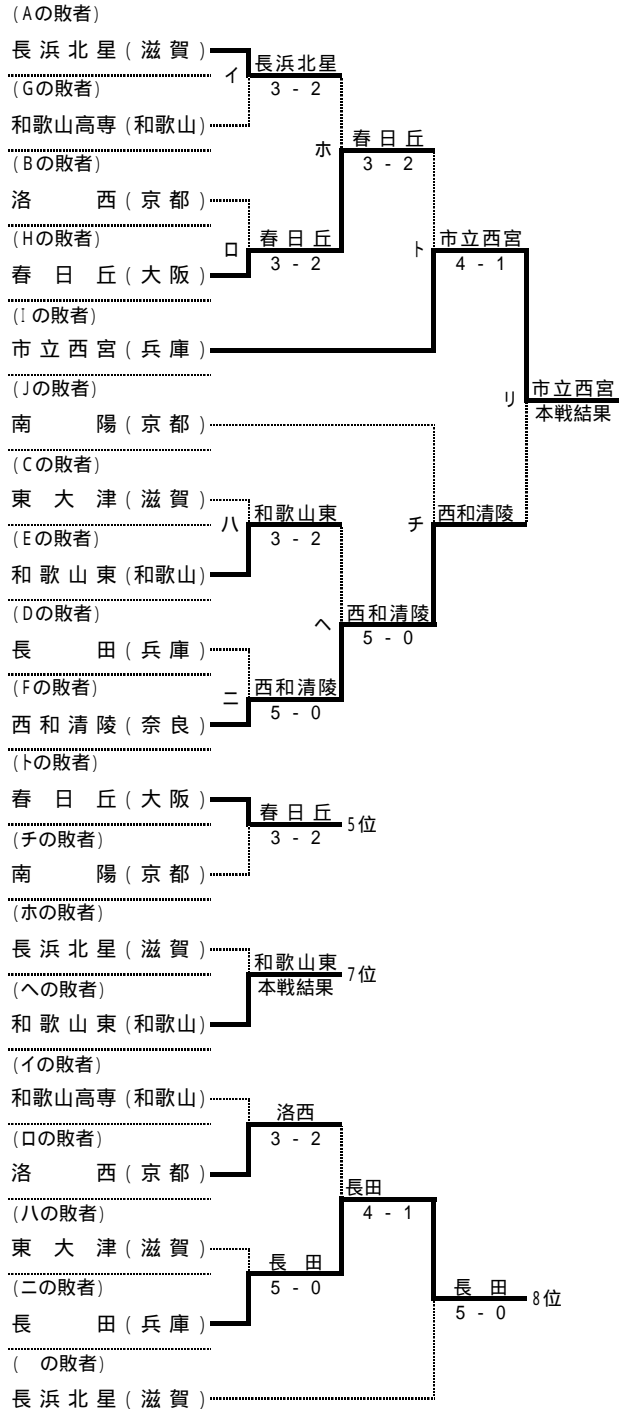 (Aの敗者)
長浜北星(滋賀)
イ
長浜北星
3 - 2
(Gの敗者)
和歌山高専(和歌山)
ホ
春日丘
3 - 2
(Bの敗者)
洛西(京都)
(Hの敗者)
ロ
春日丘
3 - 2
春日丘(大阪)
ト
市立西宮
4 - 1
(Iの敗者)
市立西宮(兵庫)
(Jの敗者)
リ
市立西宮
本戦結果
南陽(京都)
(Cの敗者)
東大津(滋賀)
ハ
和歌山東
3 - 2
チ
西和清陵
(Eの敗者)
和歌山東(和歌山)
(Dの敗者)
ヘ
西和清陵
5 - 0
長田(兵庫)
(Fの敗者)
ニ
西和清陵
5 - 0
西和清陵(奈良)
(トの敗者)
春日丘(大阪)
春日丘
3 - 2
5位
(チの敗者)
南陽(京都)
(ホの敗者)
長浜北星(滋賀)
和歌山東
本戦結果
7位
(ヘの敗者)
和歌山東(和歌山)
(イの敗者)
和歌山高専(和歌山)
洛西
3 - 2
(ロの敗者)
洛西(京都)
長田
4 - 1
(ハの敗者)
東大津(滋賀)
長田
5 - 0
(ニの敗者)
長田
5 - 0
8位
長田(兵庫)
( の敗者)
長浜北星(滋賀)